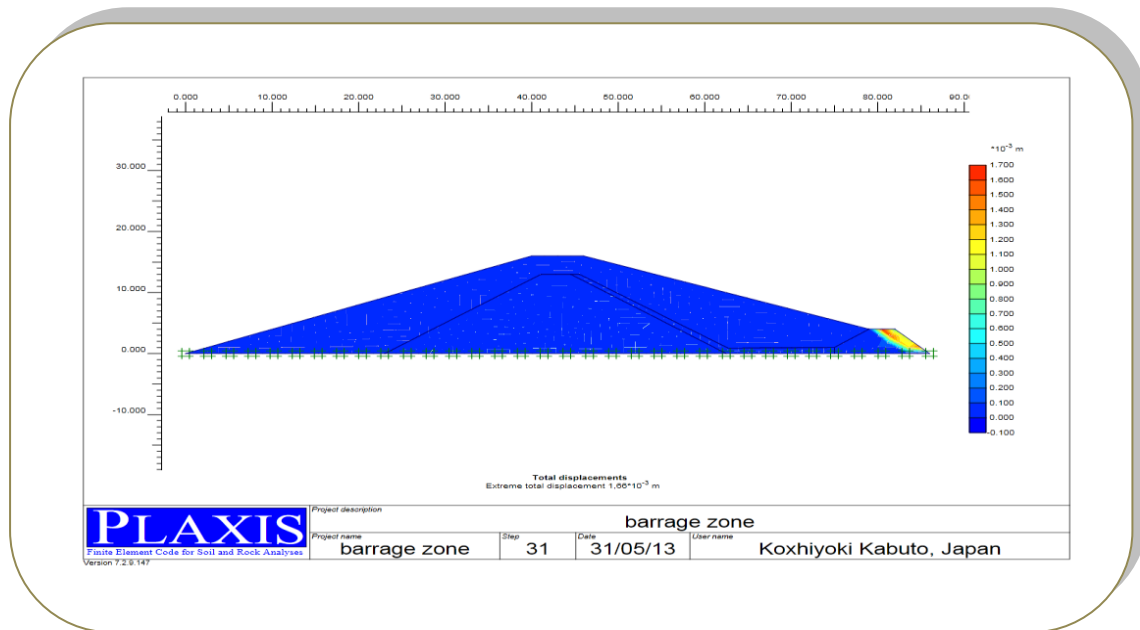 0.000 10.000 20.000 30.000 40.000 50.000 60.000 70.000 80.000 90.0
*10-3 m
30.000
20.000
10.000
0.000
-10.000
1.700
1.600
1.500
1.400
1.300
1.200
1.100
1.000
0.900
0.800
0.700
0.600
0.500
0.400
0.300
0.200
0.100
0.000
-0.100
Total displacements
Extreme total displacement 1,66*10-3 m
PLAXIS
Finite Element Code for Soil and Rock Analyses
Version 7.2.9.147
Project description
barrage zone
Project name
barrage zone
Step
31
Date
31/05/13
User name
Koxhiyoki Kabuto, Japan